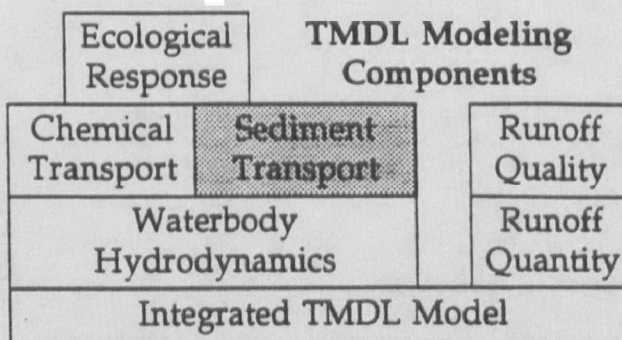 Ecological
Response
TMDL Modeling
Components
Chemical
Transport
Sediment
Transport
Runoff
Quality
Waterbody
Hydrodynamics
Runoff
Quantity
Integrated TMDL Model